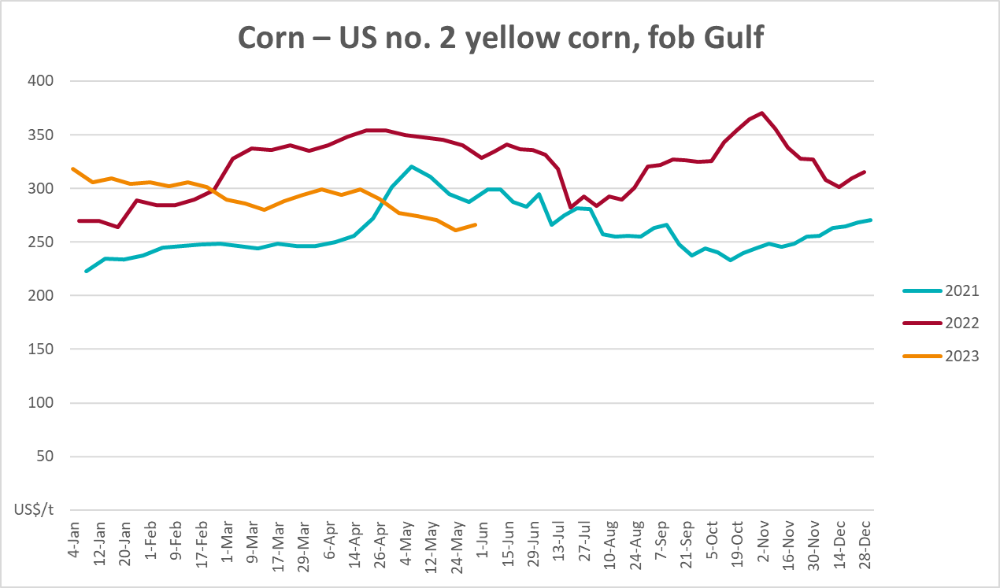 Corn – US no. 2 yellow corn, fob Gulf
400
350
300
250
200
150
100
50
US$/t
4-Jan
12-Jan
20-Jan
1-Feb
9-Feb
17-Feb
1-Mar
9-Mar
17-Mar
29-Mar
6-Apr
14-Apr
26-Apr
4-May
12-May
24-May
1-Jun
15-Jun
29-Jun
13-Jul
27-Jul
10-Aug
24-Aug
7-Sep
21-Sep
5-Oct
19-Oct
2-Nov
16-Nov
30-Nov
14-Dec
28-Dec
2021
2022
2023